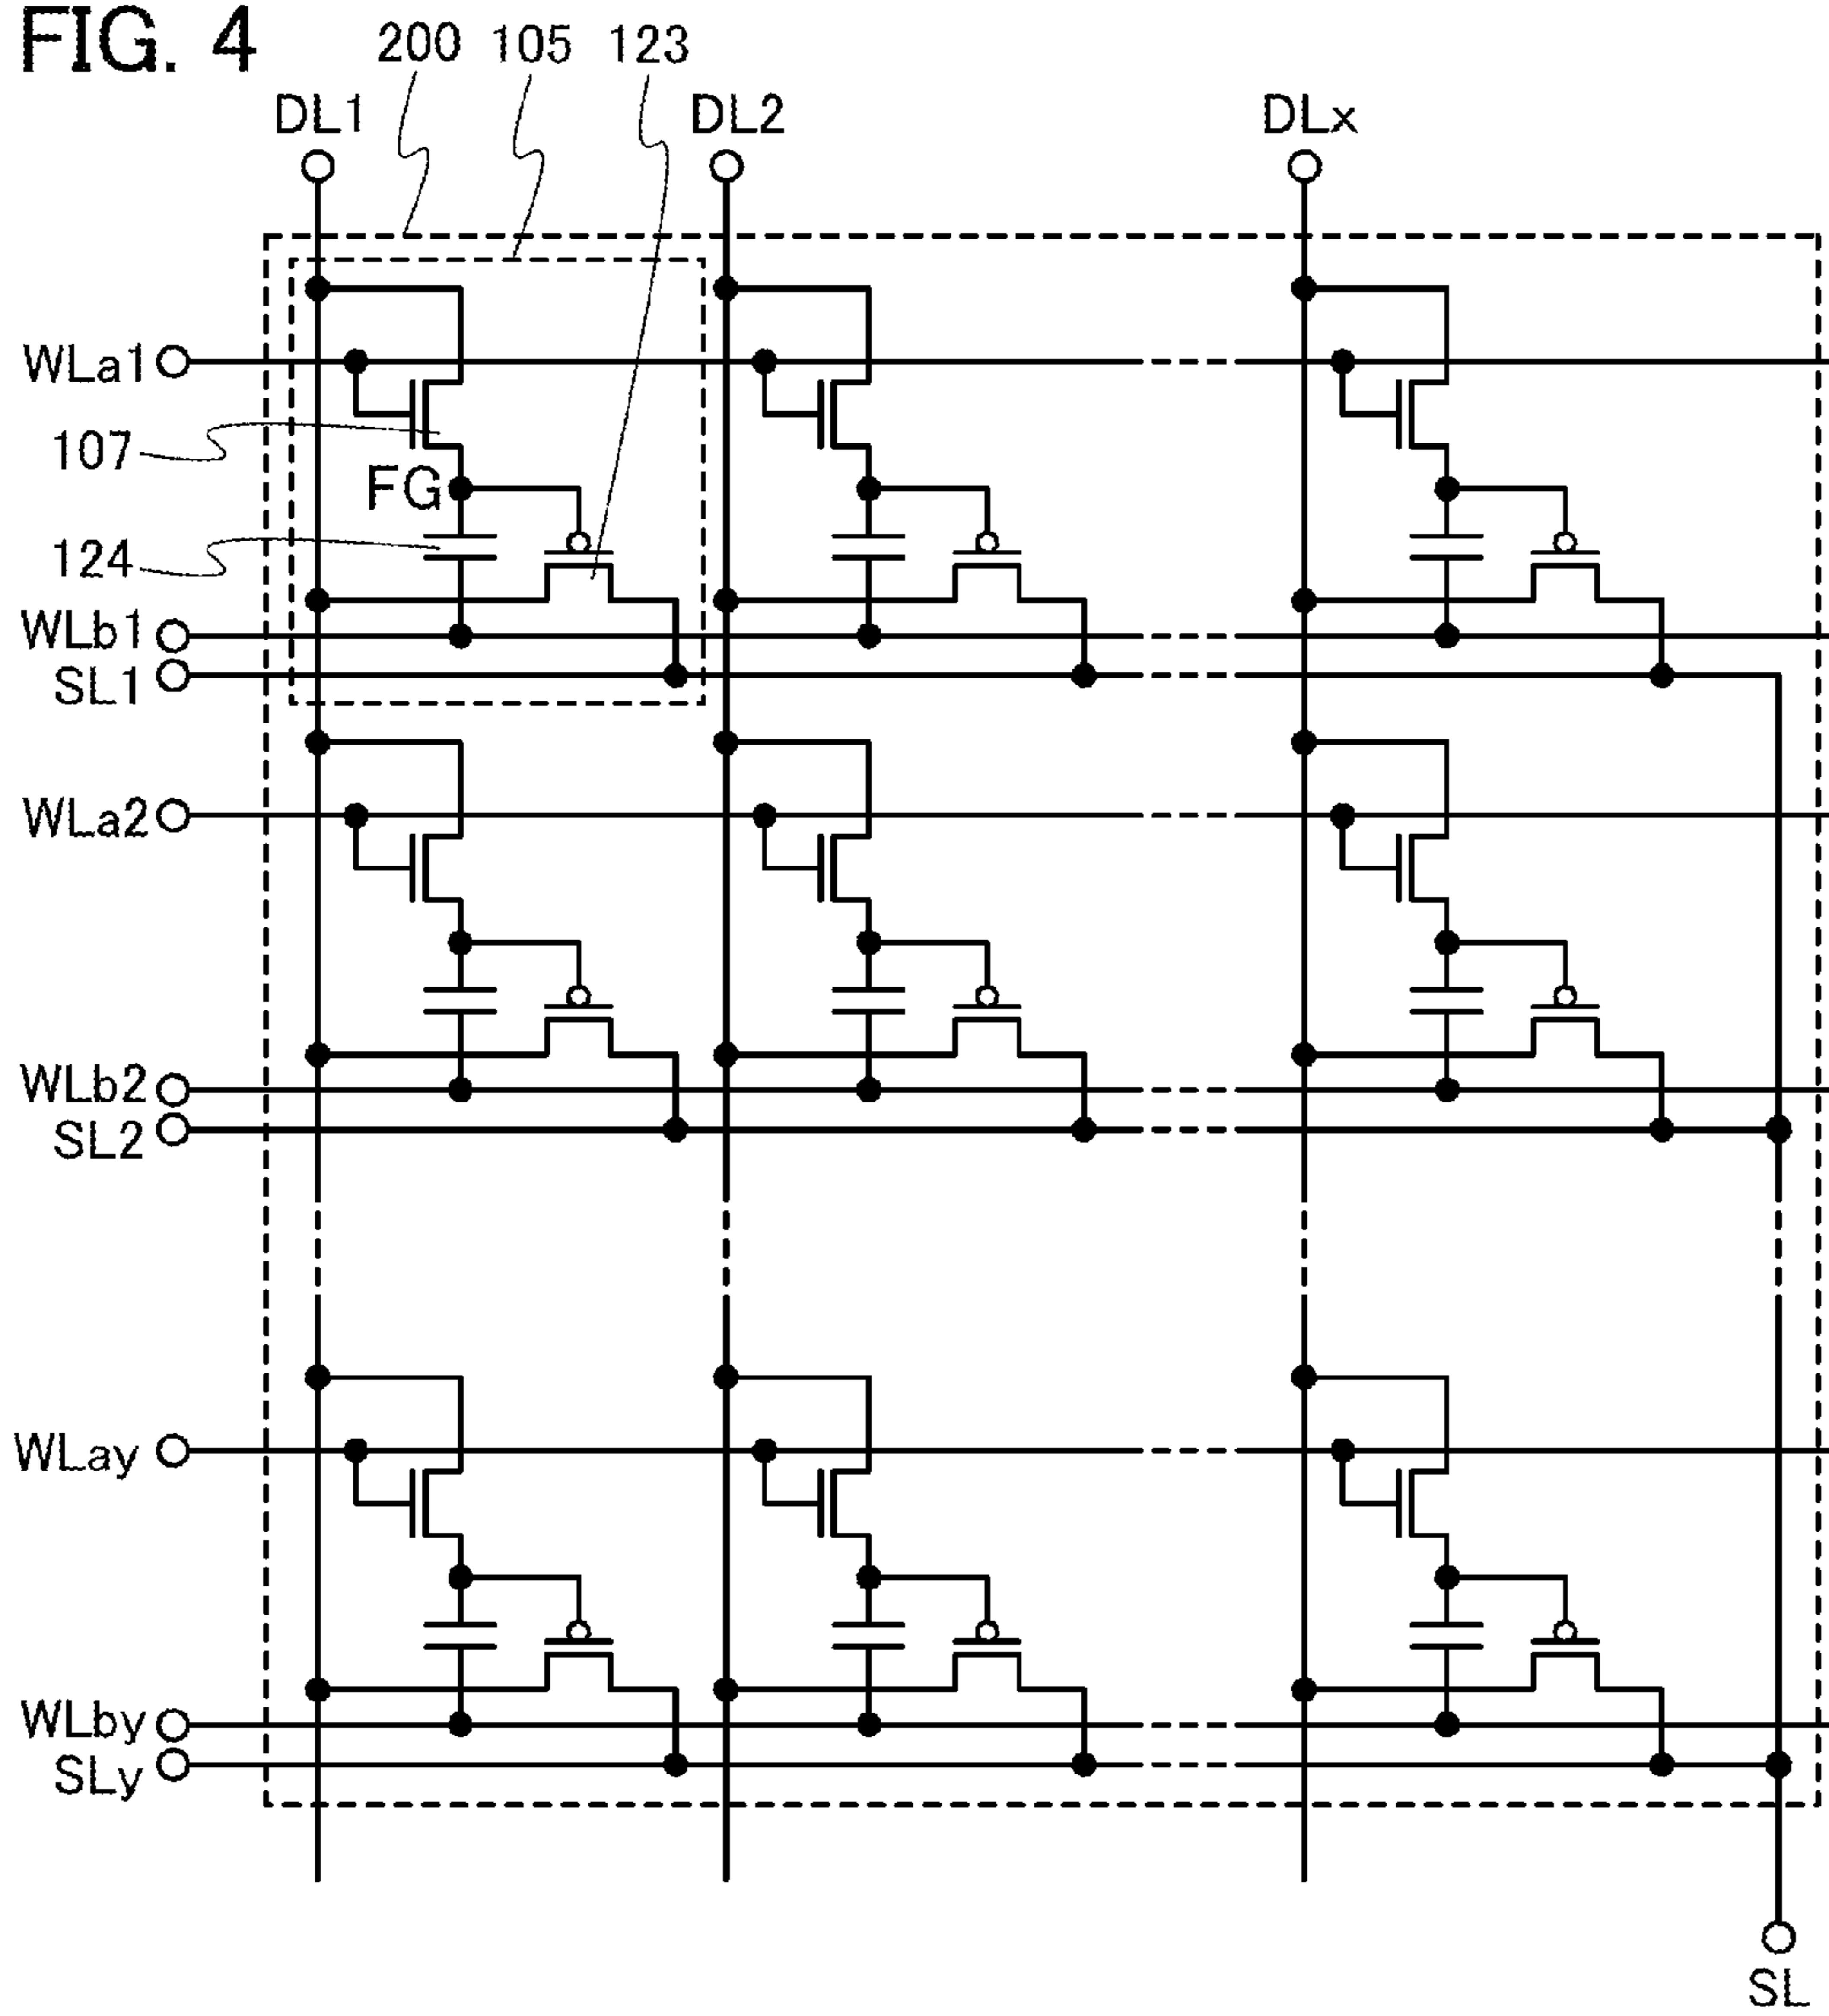 FIG. 4
200 105 123
DL1 DL2 DLx
WLa1
107
FG
124
WLb1
SL1
WLa2
WLb2
SL2
WLay
WLby
SLy
SL